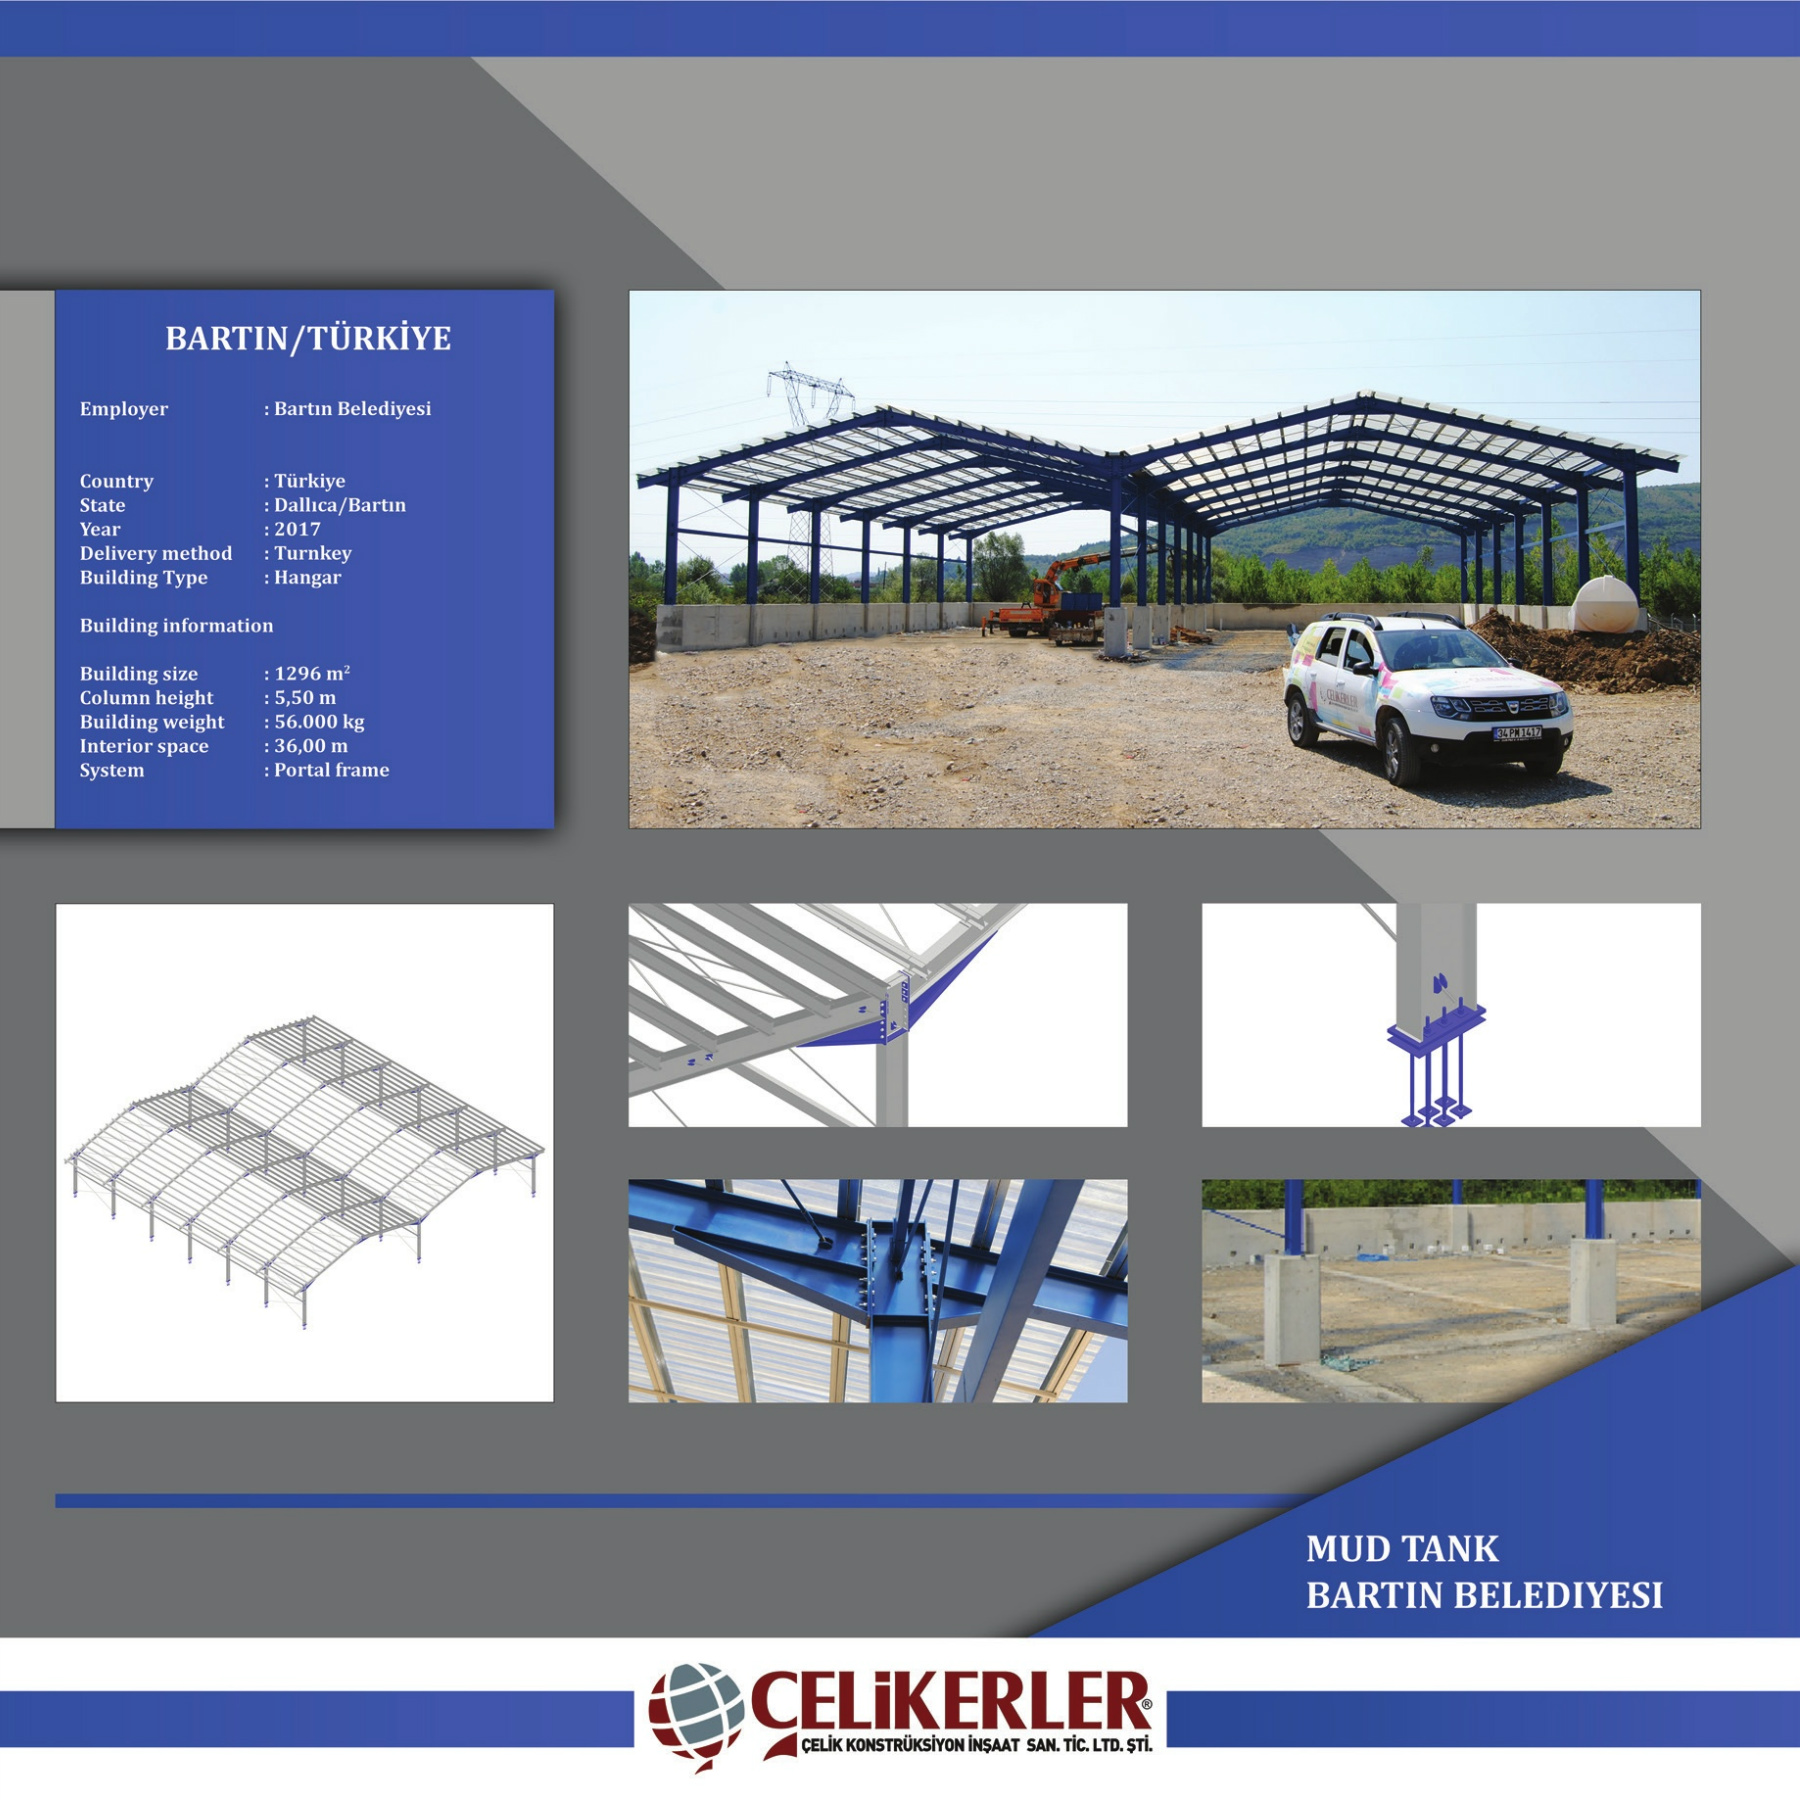 BARTIN/TÜRKİYE
Employer : Bartın Belediyesi
Country : Türkiye
State : Dallıca/Bartın
Year : 2017
Delivery method : Turnkey
Building Type : Hangar
Building information
Building size : 1296 m²
Column height : 5,50 m
Building weight : 56.000 kg
Interior space : 36,00 m
System : Portal frame
ÇELİKERLER
34 PM 1417
MUD TANK
BARTIN BELEDIYESI
ÇELiKERLER®
ÇELİK KONSTRÜKSİYON İNŞAAT SAN. TİC. LTD. ŞTİ.